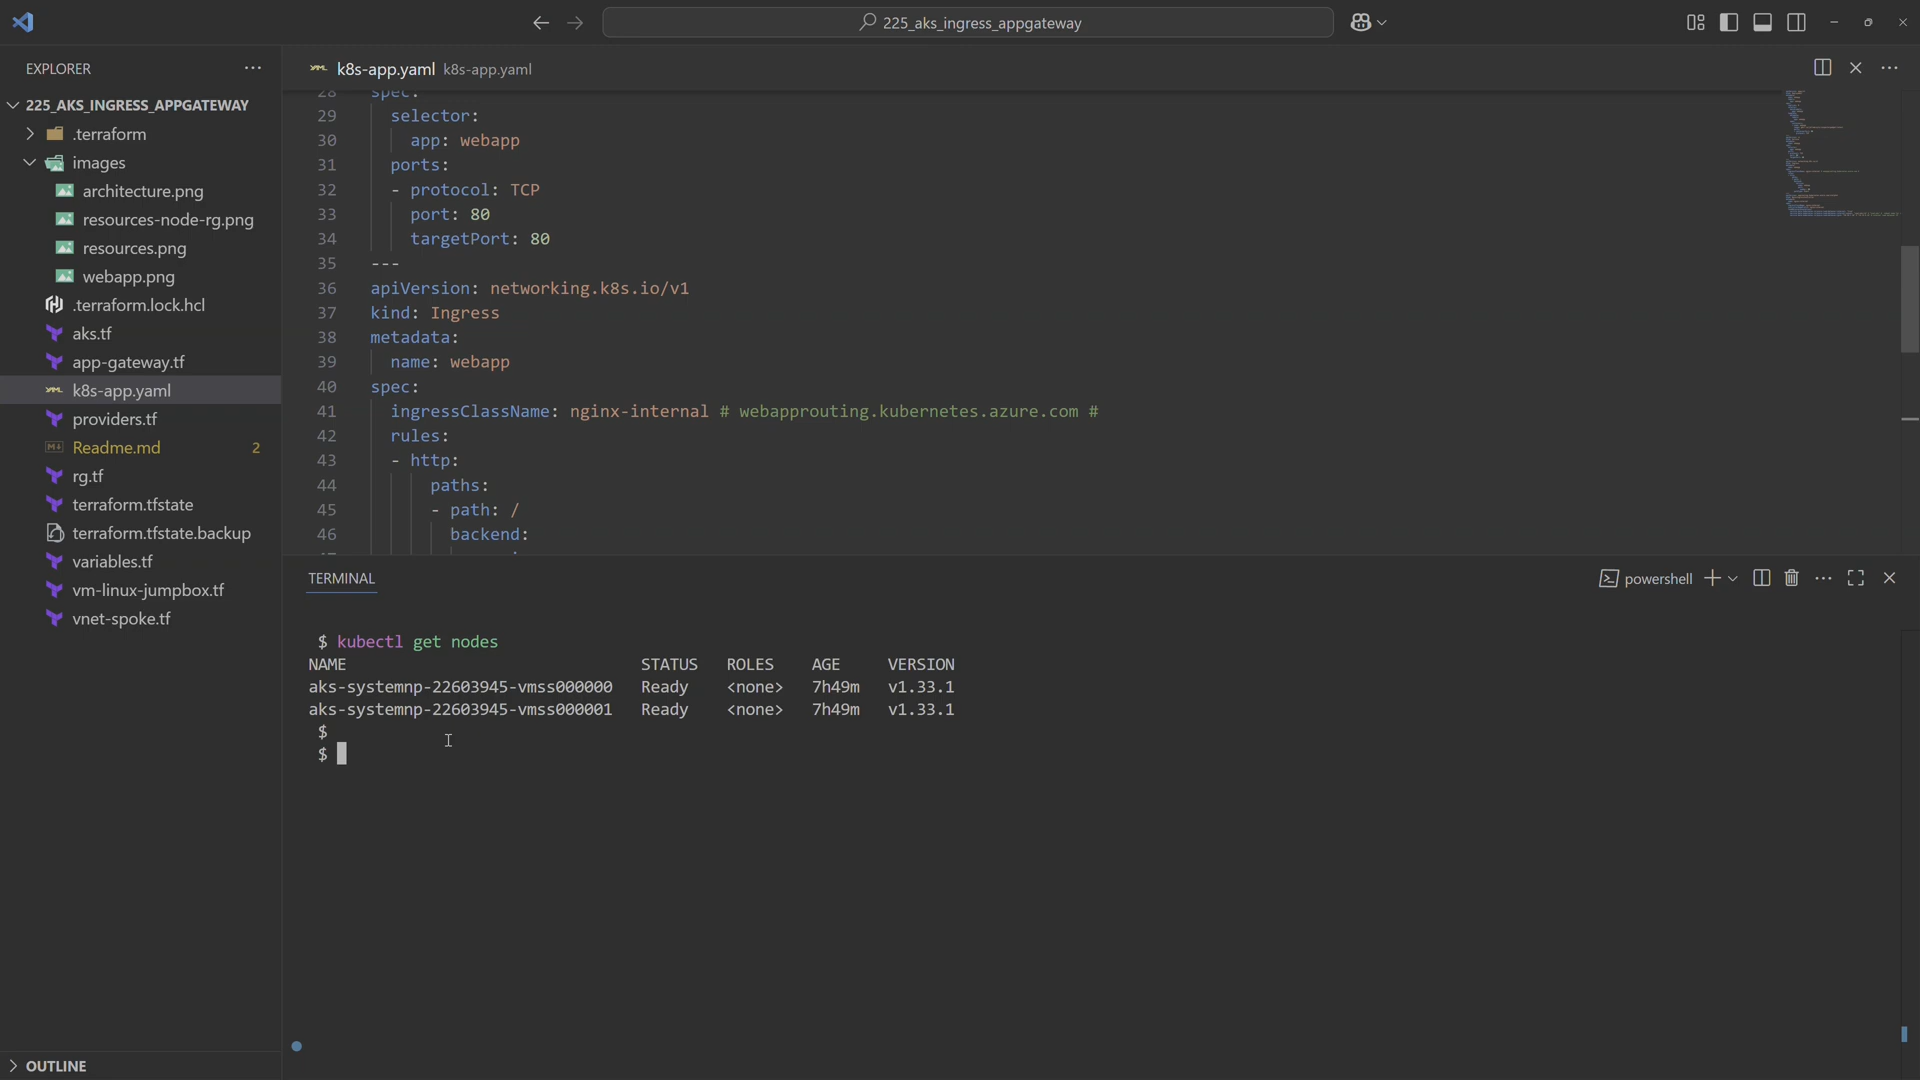 225_aks_ingress_appgateway
EXPLORER
225_AKS_INGRESS_APPGATEWAY
.terraform
images
architecture.png
resources-node-rg.png
resources.png
webapp.png
.terraform.lock.hcl
aks.tf
app-gateway.tf
k8s-app.yaml
providers.tf
Readme.md 2
rg.tf
terraform.tfstate
terraform.tfstate.backup
variables.tf
vm-linux-jumpbox.tf
vnet-spoke.tf
OUTLINE
k8s-app.yaml k8s-app.yaml
28 spec:
29 selector:
30 app: webapp
31 ports:
32 - protocol: TCP
33 port: 80
34 targetPort: 80
35 ---
36 apiVersion: networking.k8s.io/v1
37 kind: Ingress
38 metadata:
39 name: webapp
40 spec:
41 ingressClassName: nginx-internal # webapprouting.kubernetes.azure.com #
42 rules:
43 - http:
44 paths:
45 - path: /
46 backend:
TERMINAL
powershell
$ kubectl get nodes
NAME STATUS ROLES AGE VERSION
aks-systemnp-22603945-vmss000000 Ready <none> 7h49m v1.33.1
aks-systemnp-22603945-vmss000001 Ready <none> 7h49m v1.33.1
$
$